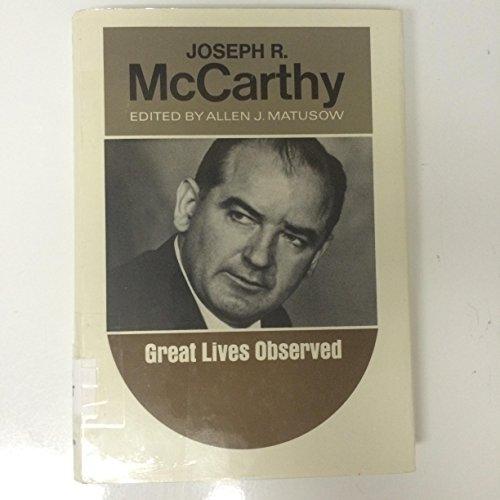 JOSEPH R.
McCarthy
EDITED BY ALLEN J. MATUSOW
Great Lives Observed